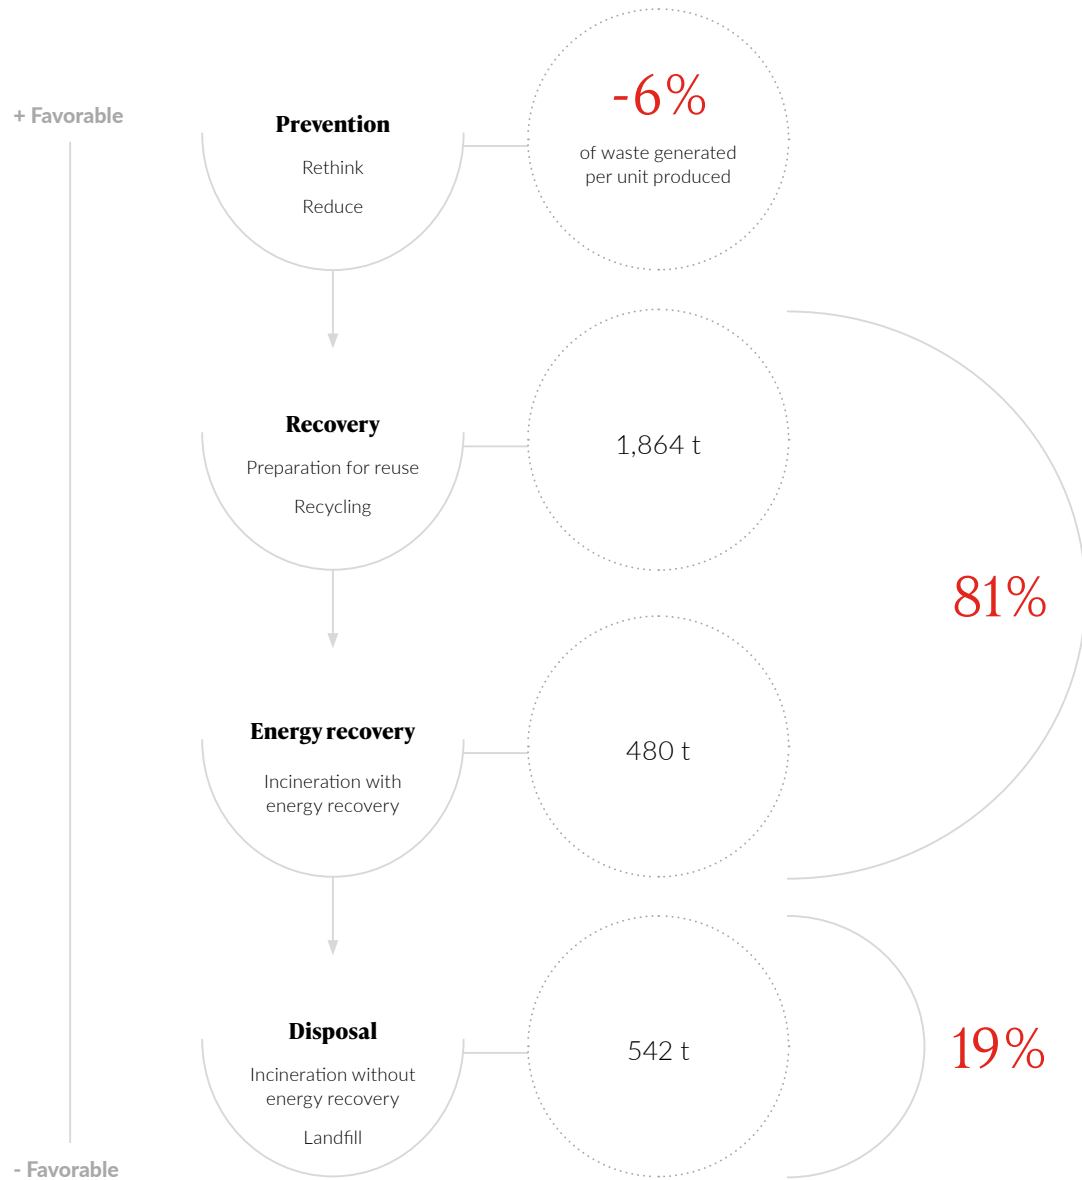 + Favorable
Prevention
Rethink
Reduce
-6%
of waste generated
per unit produced
Recovery
Preparation for reuse
Recycling
1,864 t
81%
Energy recovery
Incineration with
energy recovery
480 t
Disposal
Incineration without
energy recovery
Landfill
542 t
19%
- Favorable